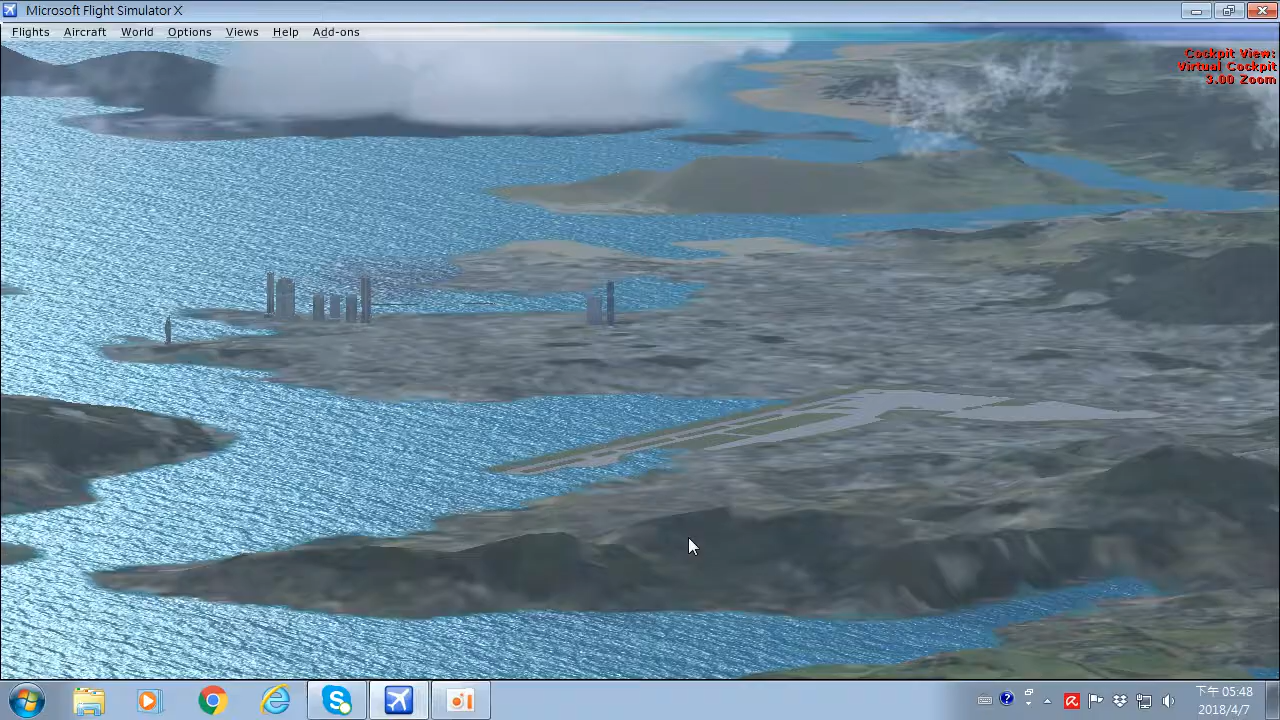 Microsoft Flight Simulator X
Flights Aircraft World Options Views Help Add-ons
Cockpit View:
Virtual Cockpit
3.00 Zoom
下午 05:48
2018/4/7